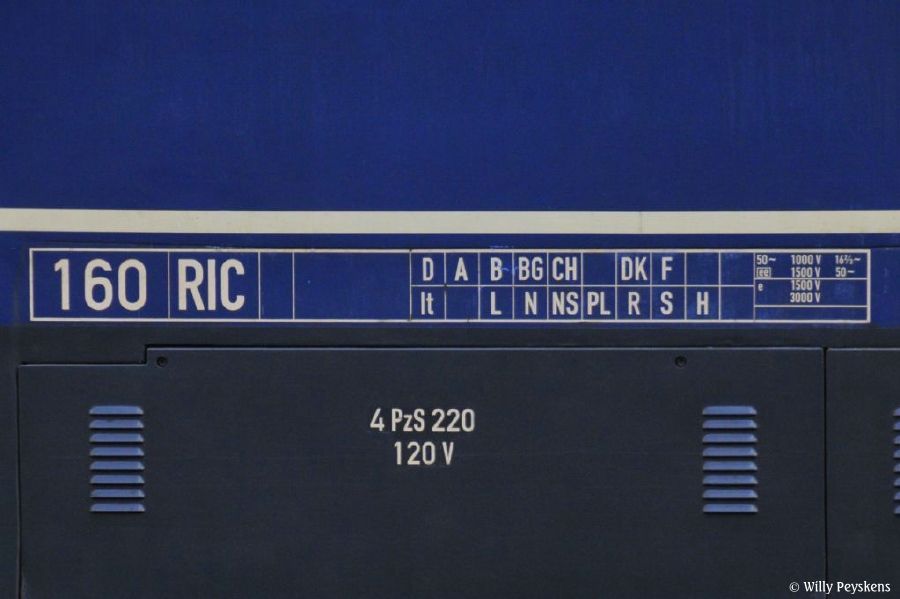 160 RIC
D A B BG CH DK F
It L N NS PL R S H
50~ 1000 V 16⅔~
ee 1500 V 50~
e 1500 V
3000 V
4 PzS 220
120 V
© Willy Peyskens